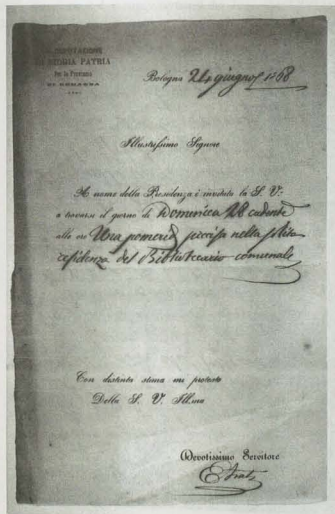 R. DEPUTAZIONE
DI STORIA PATRIA
Per le Provincie
DI ROMAGNA
Bologna 24 giugno 1868
Illustrissimo Signore
A nome della Presidenza è invitata la S. V.
a trovarsi il giorno di Domenica 28 cadente
alle ore Una pomerid. precisa nella solita
residenza del Bibliotecario comunale
Con distinta stima mi protesto
Della S. V. Ill.ma
Devotissimo Servitore